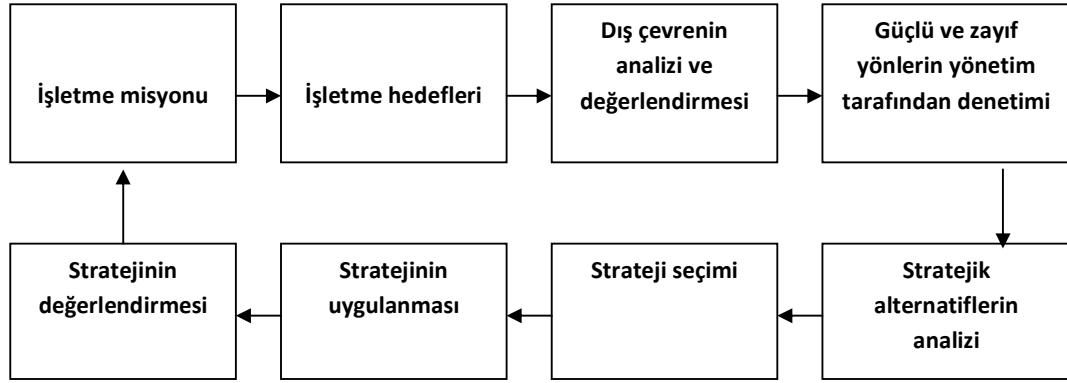 İşletme misyonu
İşletme hedefleri
Dış çevrenin
analizi ve
değerlendirmesi
Güçlü ve zayıf
yönlerin yönetim
tarafından denetimi
Stratejinin
değerlendirmesi
Stratejinin
uygulanması
Strateji seçimi
Stratejik
alternatiflerin
analizi